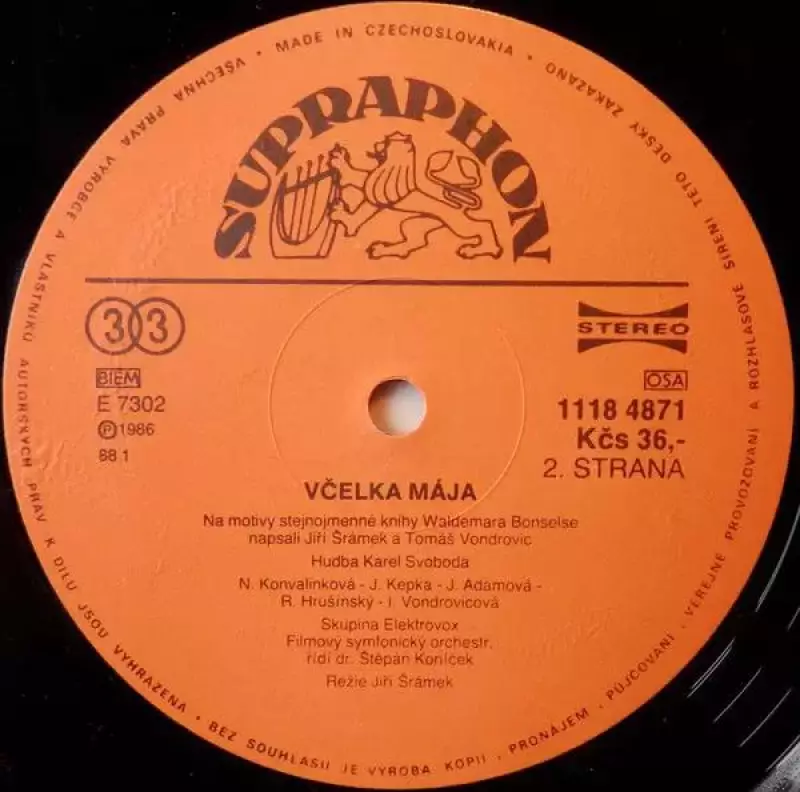 • MADE IN CZECHOSLOVAKIA •
VŠECHNA PRÁVA VÝROBCE A VLASTNÍKU AUTORSKÝCH PRÁV K DÍLU JSOU VYHRAZENA •
BEZ SOUHLASU JE VÝROBA KOPIÍ, PRONÁJEM, PŮJČOVÁNÍ, VEŘEJNÉ PROVOZOVÁNÍ A ROZHLASOVÉ ŠÍŘENÍ TÉTO DESKY ZAKÁZÁNO
SUPRAPHON
33
STEREO
BIEM
OSA
E 7302
1118 4871
Ⓟ1986
Kčs 36,-
88 1
2. STRANA
VČELKA MÁJA
Na motivy stejnojmenné knihy Waldemara Bonselse
napsali Jiří Šrámek a Tomáš Vondrovic
Hudba Karel Svoboda
N. Konvalinková - J. Kepka - J. Adamová -
R. Hrušínský - I. Vondrovicová
Skupina Elektrovox
Filmový symfonický orchestr,
řídí dr. Štěpán Koníček
Režie Jiří Šrámek